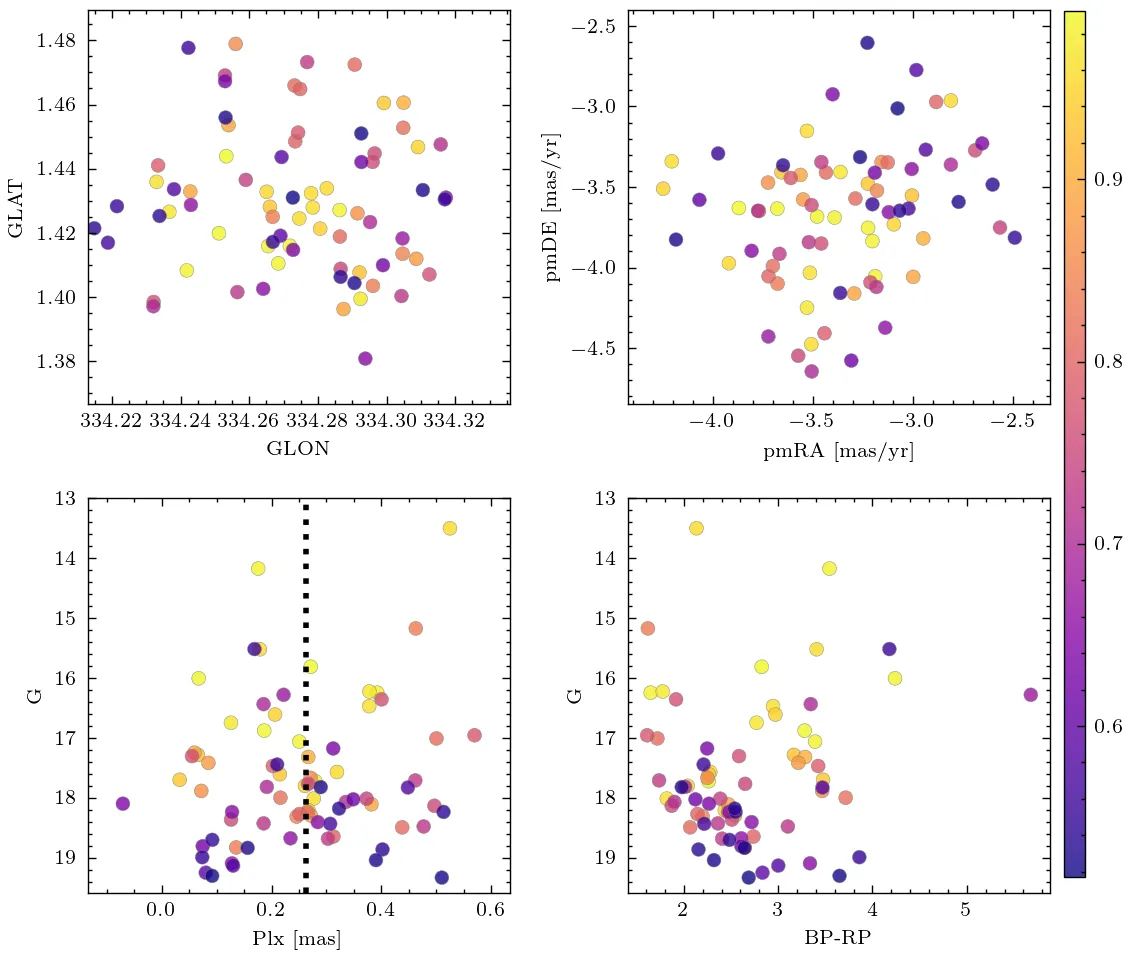 1.48
1.46
1.44
1.42
1.40
1.38
GLAT
334.22 334.24 334.26 334.28 334.30 334.32
GLON
−2.5
−3.0
−3.5
−4.0
−4.5
pmDE [mas/yr]
−4.0 −3.5 −3.0 −2.5
pmRA [mas/yr]
0.9
0.8
0.7
0.6
13
14
15
16
17
18
19
G
0.0 0.2 0.4 0.6
Plx [mas]
13
14
15
16
17
18
19
G
2 3 4 5
BP-RP